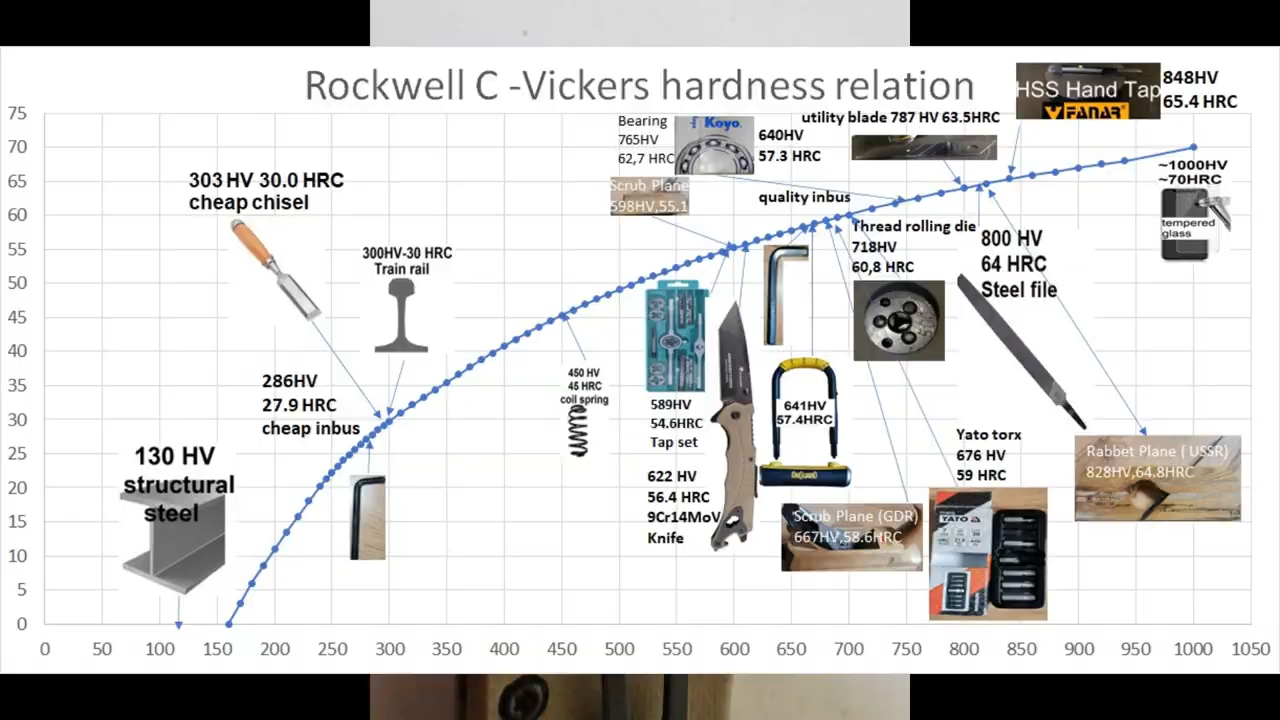 Rockwell C -Vickers hardness relation
75
70
65
60
55
50
45
40
35
30
25
20
15
10
5
0
0 50 100 150 200 250 300 350 400 450 500 550 600 650 700 750 800 850 900 950 1000 1050
130 HV
structural
steel
303 HV 30.0 HRC
cheap chisel
300HV-30 HRC
Train rail
286HV
27.9 HRC
cheap inbus
450 HV
45 HRC
coil spring
Scrub Plane
598HV,55.1
Bearing
765HV
62,7 HRC
Koyo
640HV
57.3 HRC
quality inbus
utility blade 787 HV 63.5HRC
HSS Hand Tap
FANAR
848HV
65.4 HRC
~1000HV
~70HRC
tempered
glass
Thread rolling die
718HV
60,8 HRC
800 HV
64 HRC
Steel file
589HV
54.6HRC
Tap set
622 HV
56.4 HRC
9Cr14MoV
Knife
641HV
57.4HRC
Scrub Plane (GDR)
667HV,58.6HRC
Yato torx
676 HV
59 HRC
YATO
Rabbet Plane ( USSR)
828HV,64.8HRC